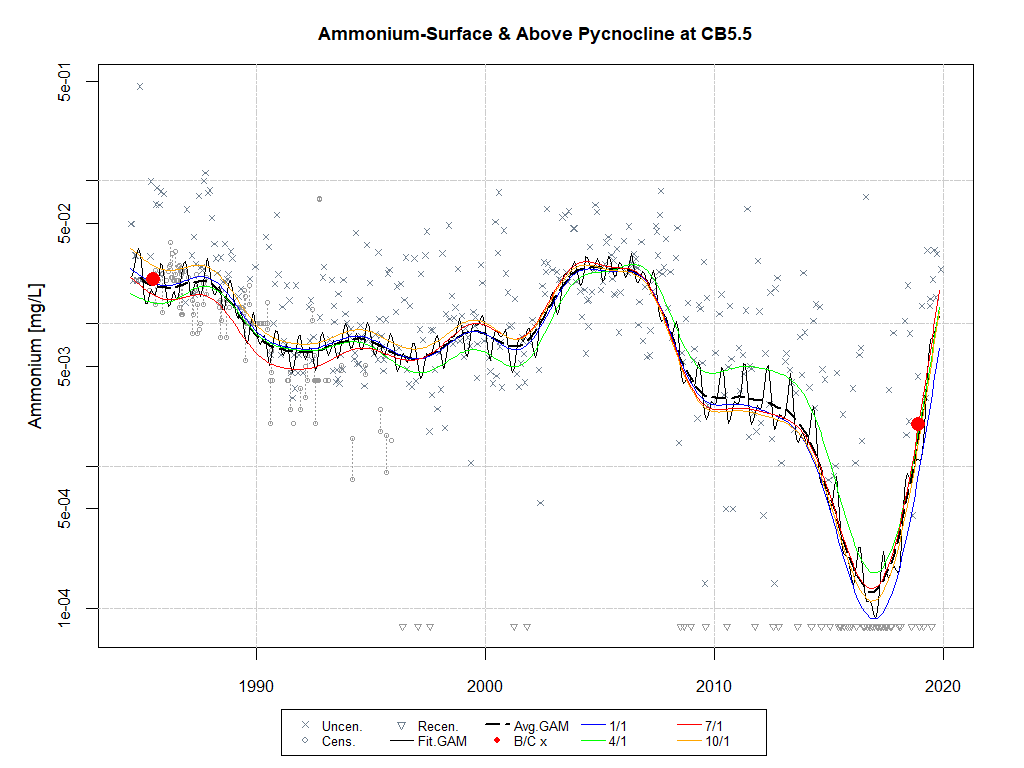 Ammonium-Surface & Above Pycnocline at CB5.5
Ammonium [mg/L]
5e-01
5e-02
5e-03
5e-04
1e-04
1990 2000 2010 2020
Uncen. Recen. Avg.GAM 1/1 7/1
Cens. Fit.GAM B/C x 4/1 10/1